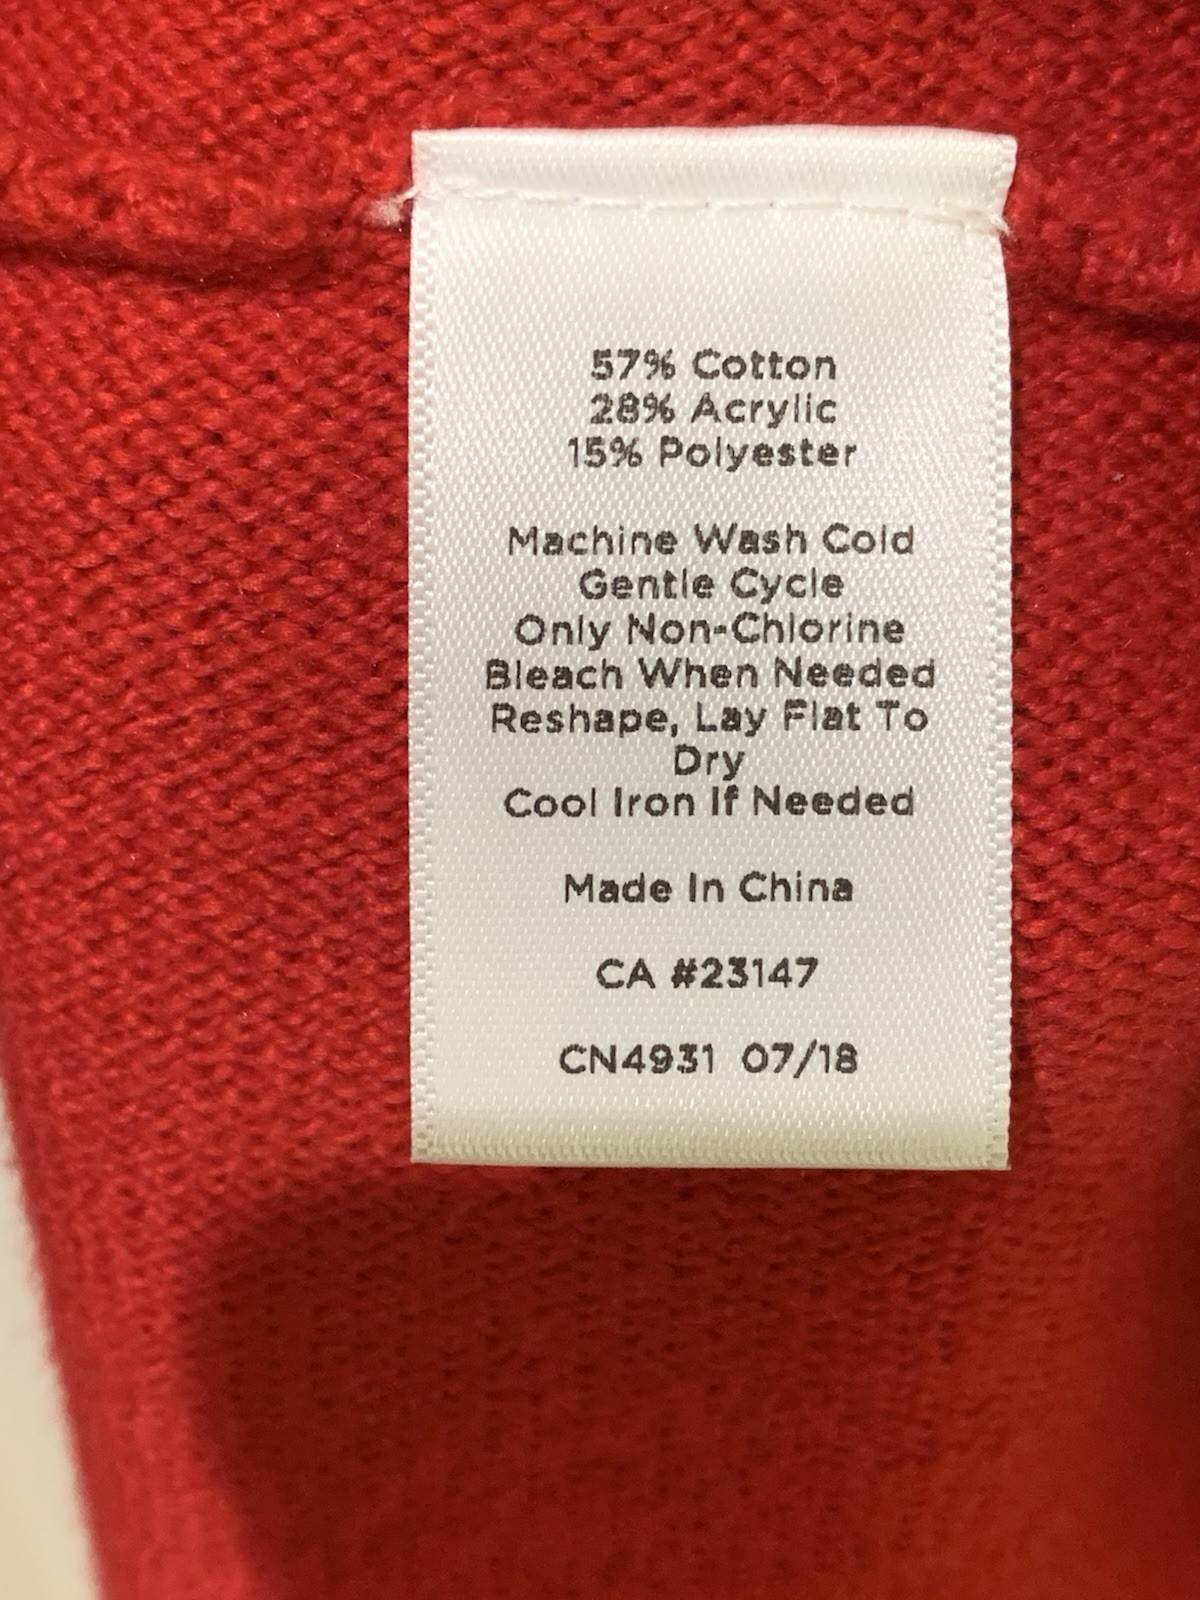 57% Cotton
28% Acrylic
15% Polyester
Machine Wash Cold
Gentle Cycle
Only Non-Chlorine
Bleach When Needed
Reshape, Lay Flat To
Dry
Cool Iron If Needed
Made In China
CA #23147
CN4931 07/18